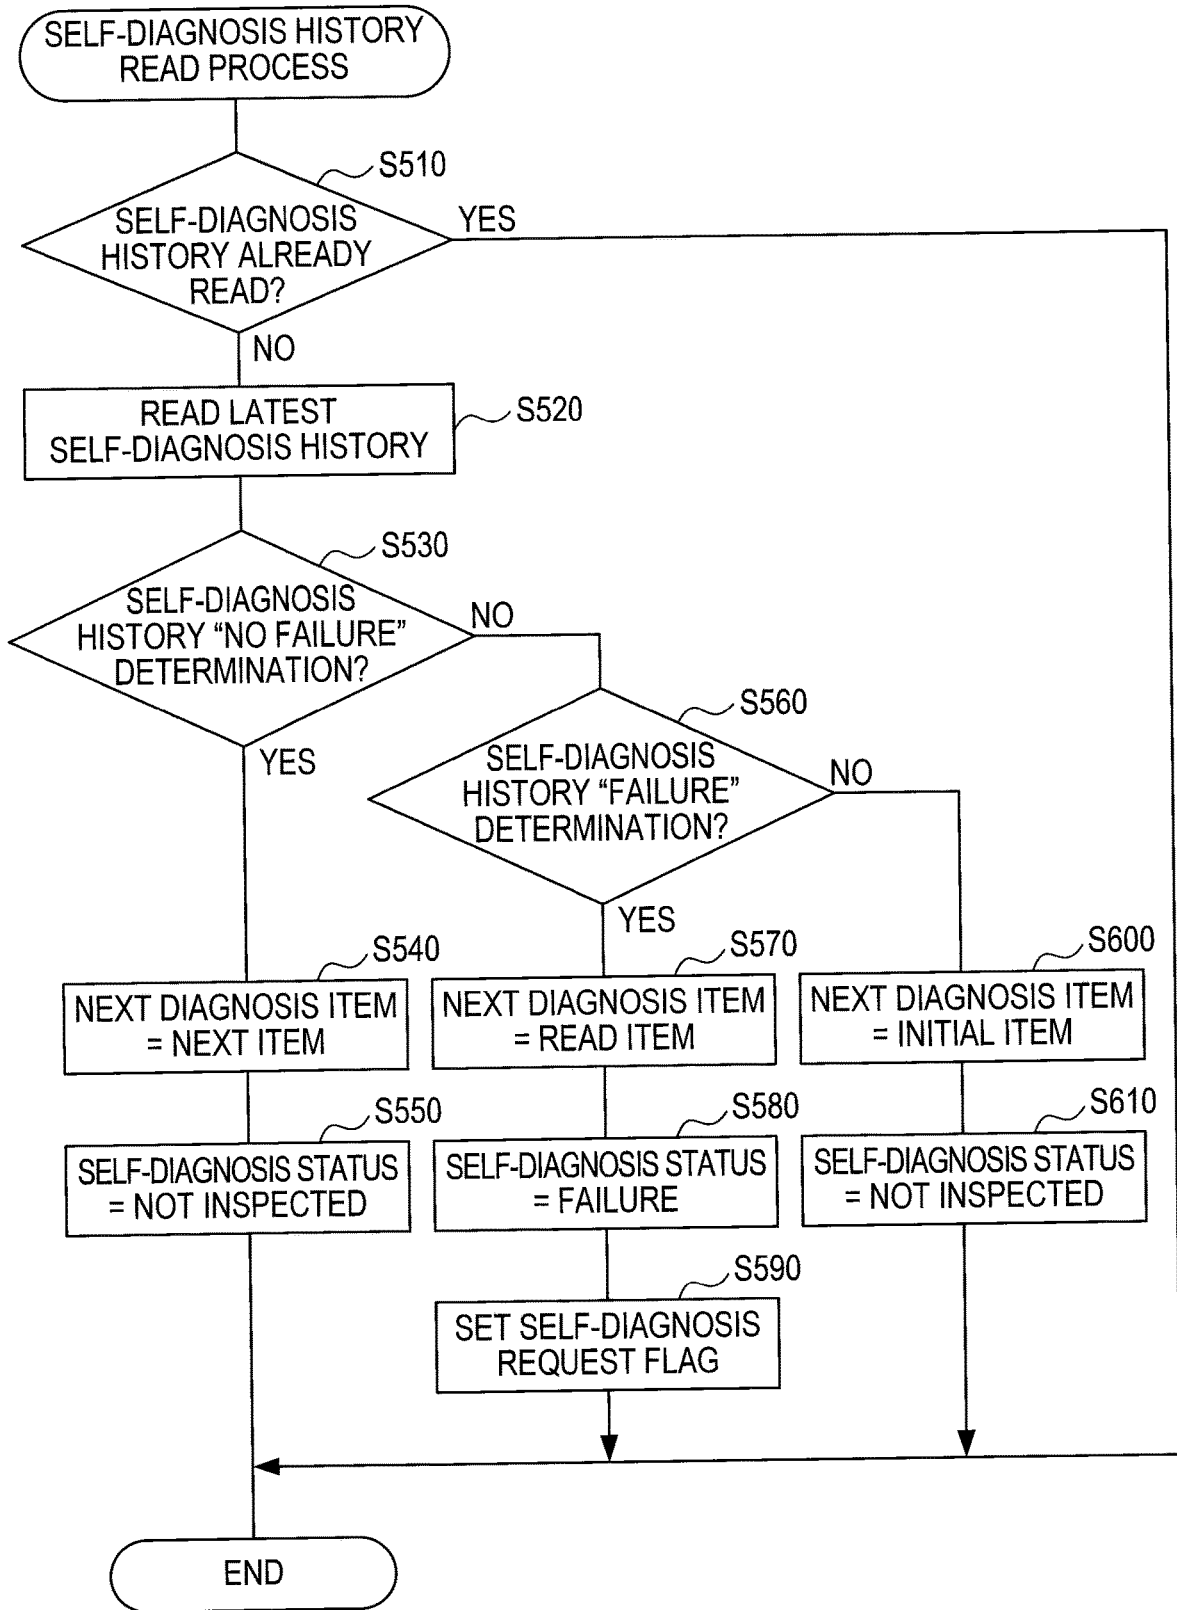 SELF-DIAGNOSIS HISTORY
READ PROCESS
S510
SELF-DIAGNOSIS
HISTORY ALREADY
READ?
YES
NO
READ LATEST
SELF-DIAGNOSIS HISTORY
S520
S530
SELF-DIAGNOSIS
HISTORY “NO FAILURE”
DETERMINATION?
NO
YES
S560
SELF-DIAGNOSIS
HISTORY “FAILURE”
DETERMINATION?
NO
YES
S540
NEXT DIAGNOSIS ITEM
= NEXT ITEM
S570
NEXT DIAGNOSIS ITEM
= READ ITEM
S600
NEXT DIAGNOSIS ITEM
= INITIAL ITEM
S550
SELF-DIAGNOSIS STATUS
= NOT INSPECTED
S580
SELF-DIAGNOSIS STATUS
= FAILURE
S610
SELF-DIAGNOSIS STATUS
= NOT INSPECTED
S590
SET SELF-DIAGNOSIS
REQUEST FLAG
END